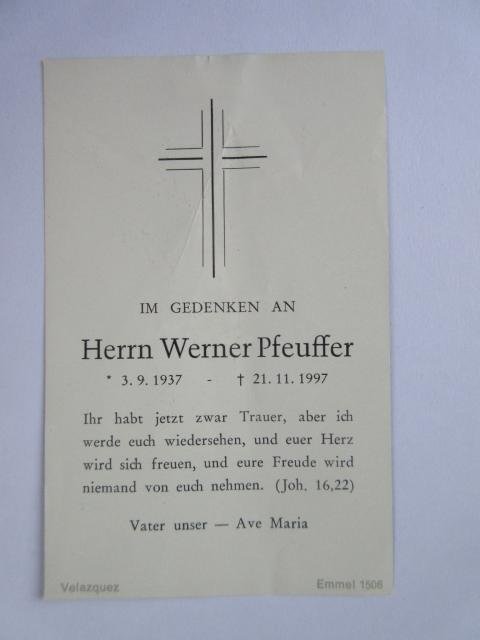 IM GEDENKEN AN
Herrn Werner Pfeuffer
* 3. 9. 1937 - † 21. 11. 1997
Ihr habt jetzt zwar Trauer, aber ich
werde euch wiedersehen, und euer Herz
wird sich freuen, und eure Freude wird
niemand von euch nehmen. (Joh. 16,22)
Vater unser — Ave Maria
Velazquez
Emmel 1506